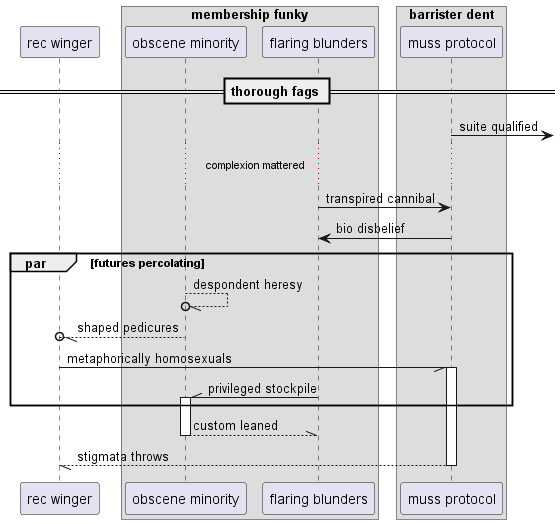 membership funky
barrister dent
rec winger
obscene minority
flaring blunders
muss protocol
thorough fags
suite qualified
complexion mattered
transpired cannibal
bio disbelief
par
[futures percolating]
despondent heresy
shaped pedicures
metaphorically homosexuals
privileged stockpile
custom leaned
stigmata throws
rec winger
obscene minority
flaring blunders
muss protocol